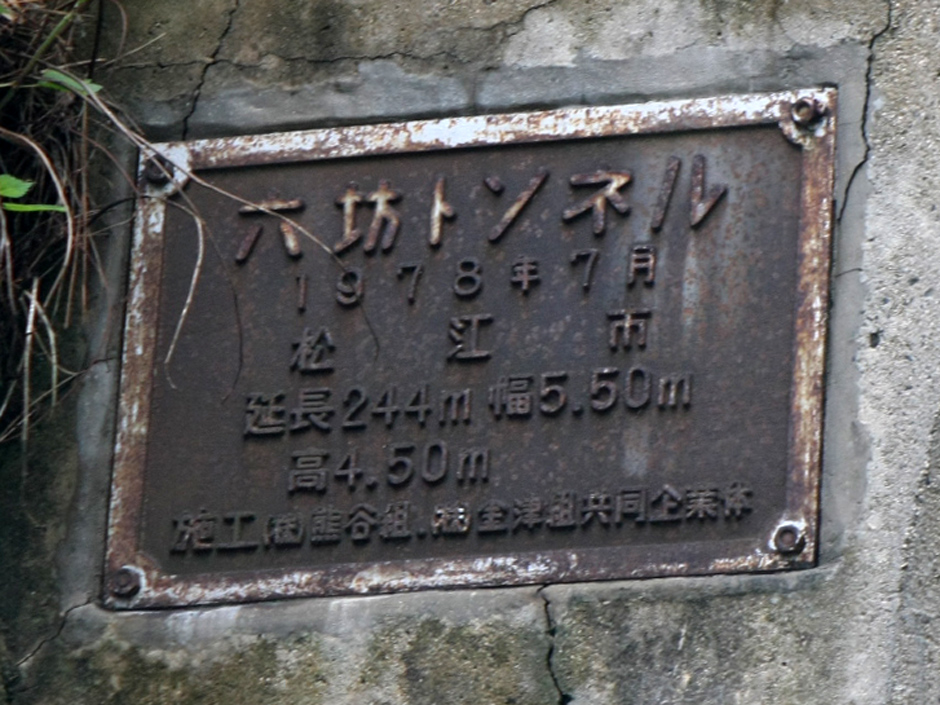 六坊トンネル
1978年7月
松江市
延長244m 幅5.50m
高4.50m
施工㈱熊谷組.㈱金津組共同企業体